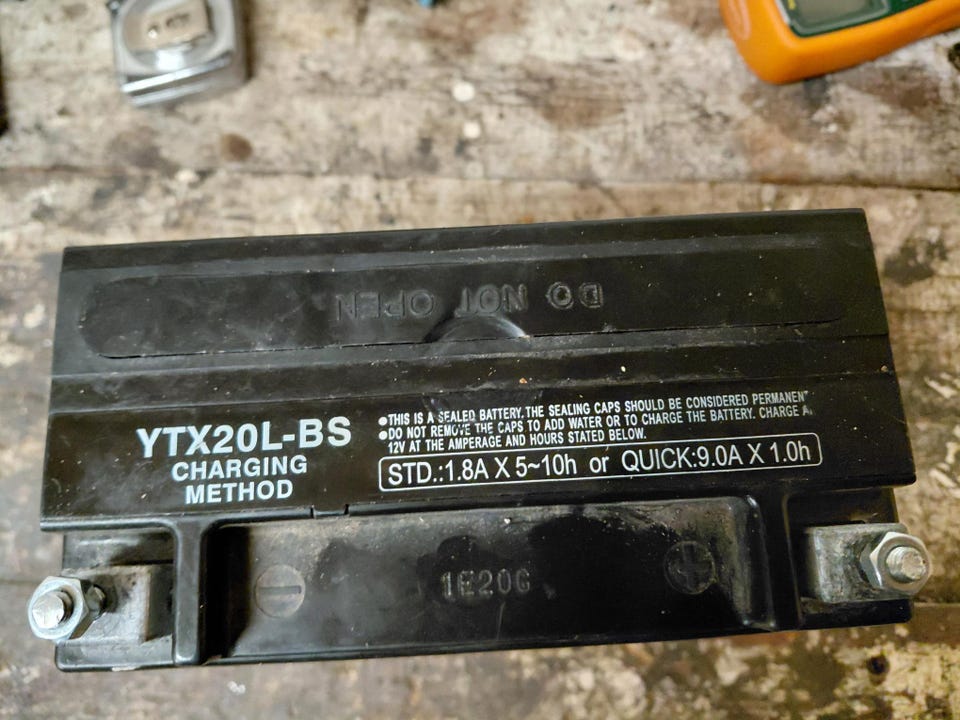 DO NOT OPEN
YTX20L-BS
CHARGING
METHOD
●THIS IS A SEALED BATTERY.THE SEALING CAPS SHOULD BE CONSIDERED PERMANENT
●DO NOT REMOVE THE CAPS TO ADD WATER OR TO CHARGE THE BATTERY. CHARGE A
12V AT THE AMPERAGE AND HOURS STATED BELOW.
STD.:1.8A X 5~10h or QUICK:9.0A X 1.0h
- 1E20G +